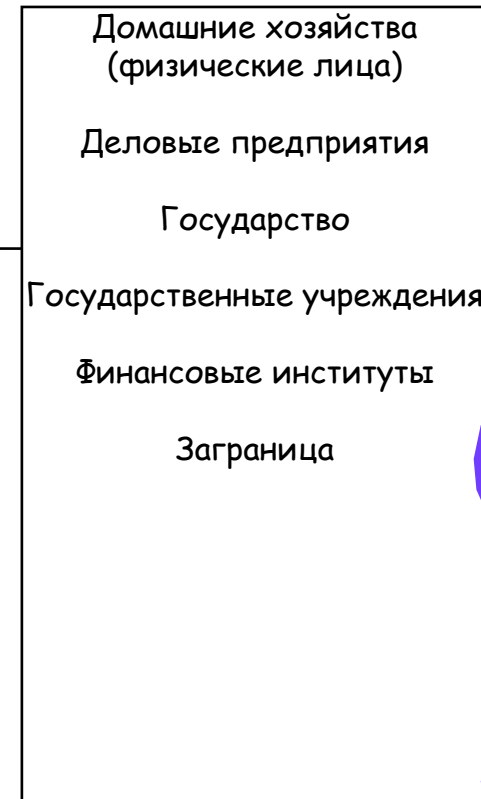 Домашние хозяйства
(физические лица)
Деловые предприятия
Государство
Государственные учреждения
Финансовые институты
Заграница